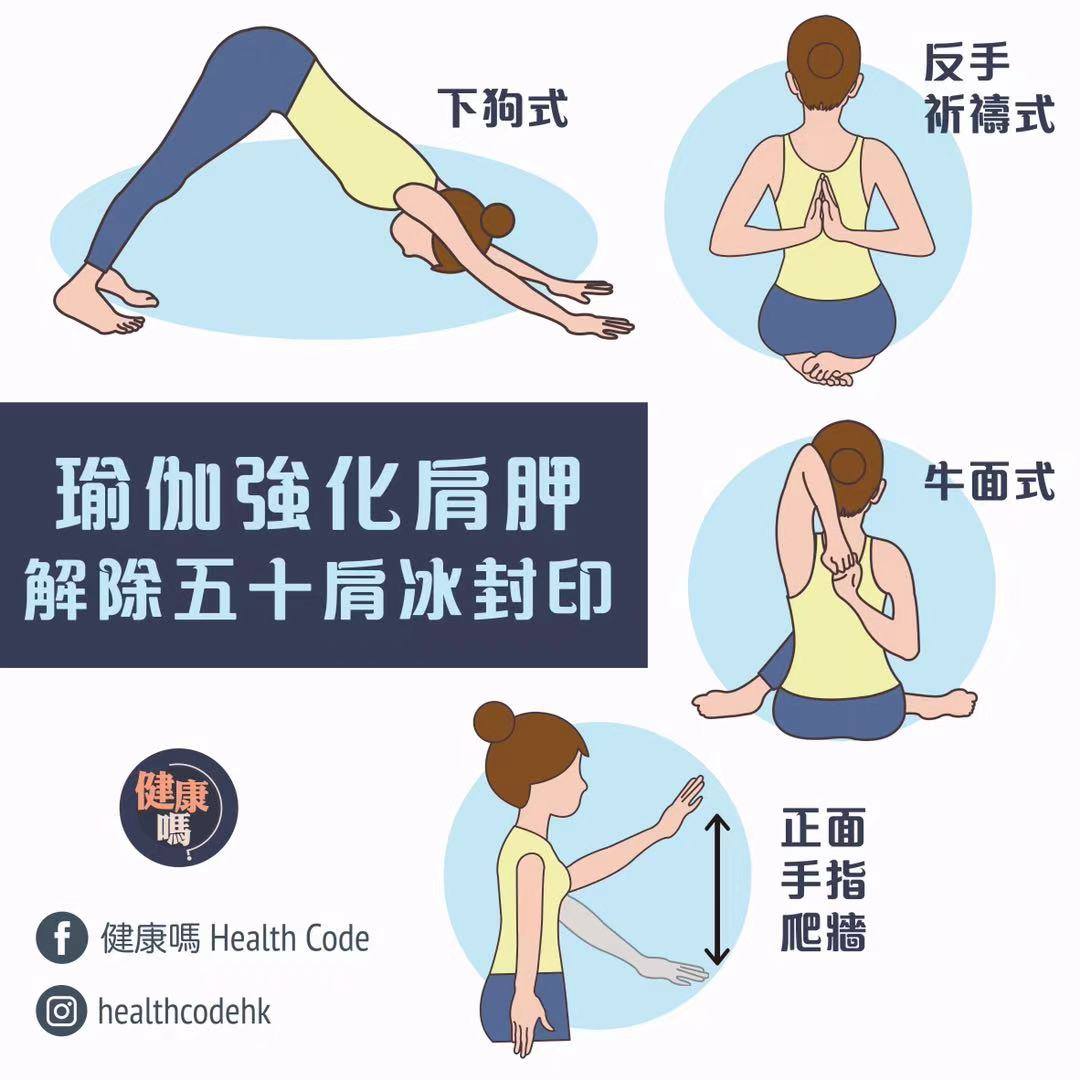 下狗式
反手
祈禱式
瑜伽強化肩胛
解除五十肩冰封印
牛面式
正面
手指
爬牆
健康
嗎
健康嗎 Health Code
healthcodehk